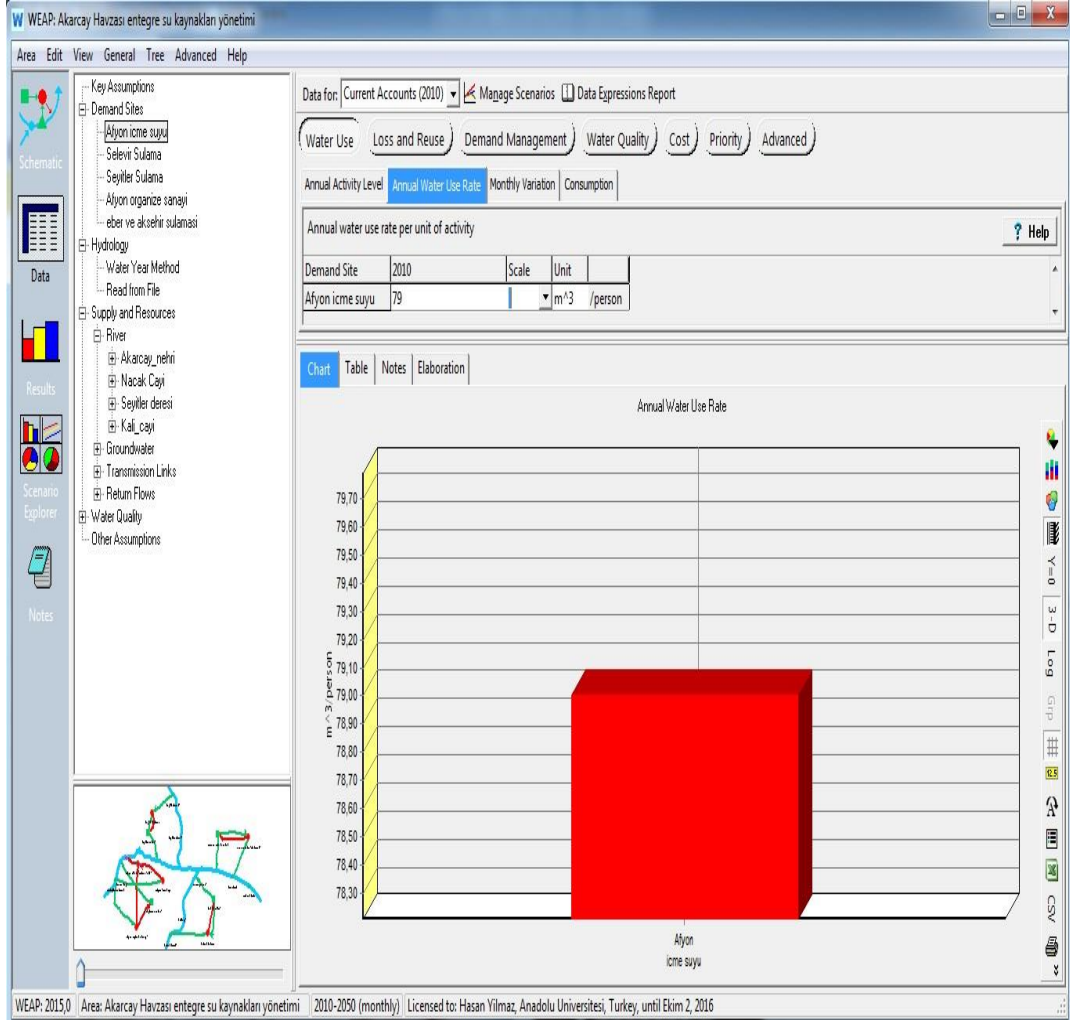 W WEAP: Akarcay Havzası entegre su kaynakları yönetimi
Area Edit View General Tree Advanced Help
Schematic
Data
Results
Scenario
Explorer
Notes
Key Assumptions
Demand Sites
Afyon icme suyu
Selevir Sulama
Seyitler Sulama
Afyon organize sanayi
eber ve aksehir sulamasi
Hydrology
Water Year Method
Read from File
Supply and Resources
River
Akarcay_nehri
Nacak Cayi
Seyitler deresi
Kali_cayi
Groundwater
Transmission Links
Return Flows
Water Quality
Other Assumptions
Data for: Current Accounts (2010) Manage Scenarios Data Expressions Report
Water Use Loss and Reuse Demand Management Water Quality Cost Priority Advanced
Annual Activity Level Annual Water Use Rate Monthly Variation Consumption
Annual water use rate per unit of activity
? Help
Demand Site 2010 Scale Unit
Afyon icme suyu 79 m^3 /person
Chart Table Notes Elaboration
Annual Water Use Rate
m^3/person
79,70
79,60
79,50
79,40
79,30
79,20
79,10
79,00
78,90
78,80
78,70
78,60
78,50
78,40
78,30
Afyon
icme suyu
Y=0
3-D
Log
Grp
12.5
A
CSV
WEAP: 2015,0 Area: Akarcay Havzası entegre su kaynakları yönetimi 2010-2050 (monthly) Licensed to: Hasan Yilmaz, Anadolu Universitesi, Turkey, until Ekim 2, 2016